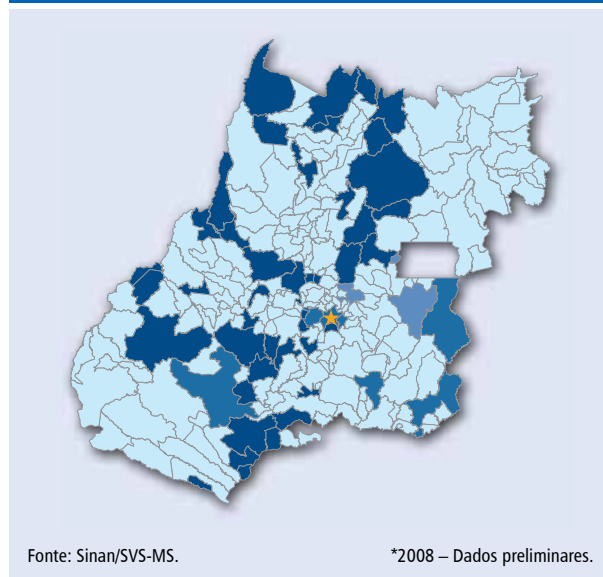 Fonte: Sinan/SVS-MS. *2008 – Dados preliminares.